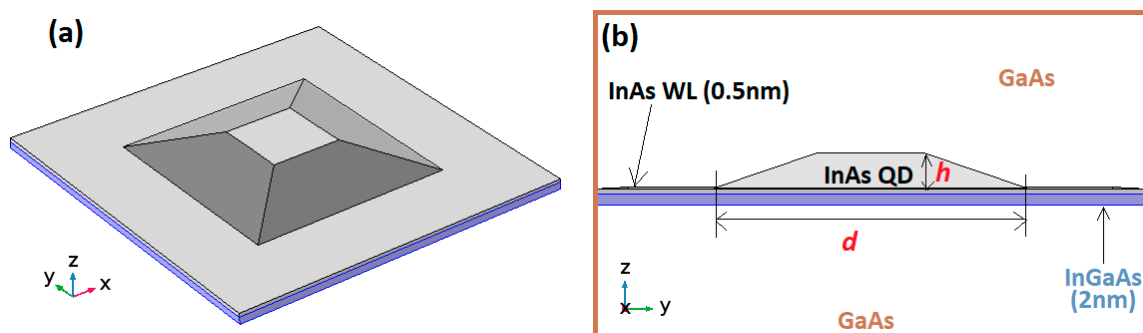 (a)
z
y
x
(b)
GaAs
InAs WL (0.5nm)
InAs QD
h
d
z
x
y
InGaAs
(2nm)
GaAs